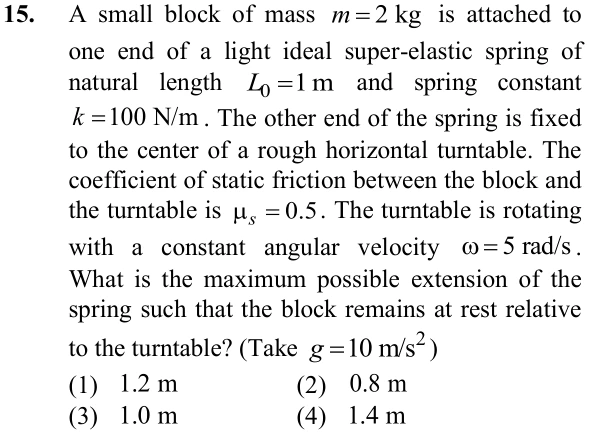 15. A small block of mass m = 2 kg is attached to
one end of a light ideal super-elastic spring of
natural length L₀ = 1 m and spring constant
k = 100 N/m. The other end of the spring is fixed
to the center of a rough horizontal turntable. The
coefficient of static friction between the block and
the turntable is μₛ = 0.5. The turntable is rotating
with a constant angular velocity ω = 5 rad/s.
What is the maximum possible extension of the
spring such that the block remains at rest relative
to the turntable? (Take g = 10 m/s²)
(1) 1.2 m (2) 0.8 m
(3) 1.0 m (4) 1.4 m